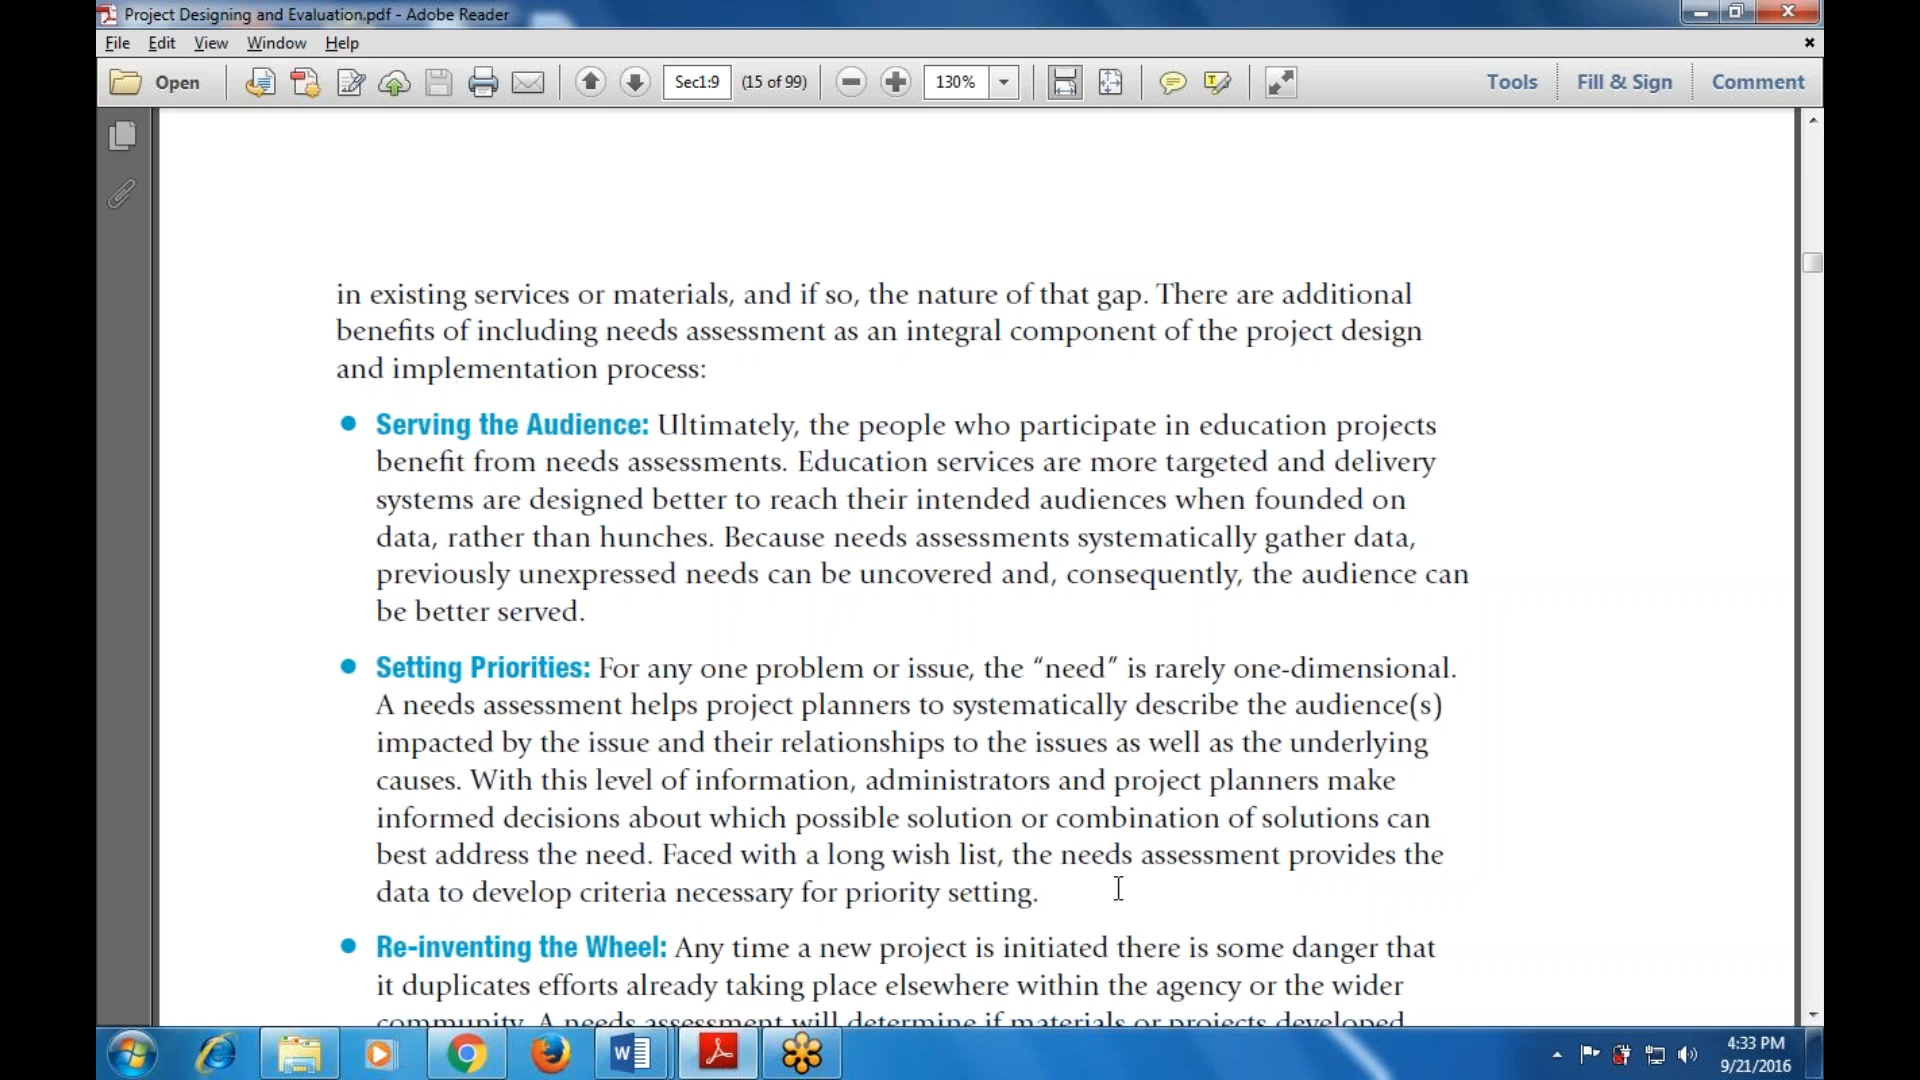 Project Designing and Evaluation.pdf - Adobe Reader
File Edit View Window Help
Open Sec1:9 (15 of 99) 130% Tools Fill & Sign Comment
in existing services or materials, and if so, the nature of that gap. There are additional
benefits of including needs assessment as an integral component of the project design
and implementation process:
• Serving the Audience: Ultimately, the people who participate in education projects
benefit from needs assessments. Education services are more targeted and delivery
systems are designed better to reach their intended audiences when founded on
data, rather than hunches. Because needs assessments systematically gather data,
previously unexpressed needs can be uncovered and, consequently, the audience can
be better served.
• Setting Priorities: For any one problem or issue, the “need” is rarely one-dimensional.
A needs assessment helps project planners to systematically describe the audience(s)
impacted by the issue and their relationships to the issues as well as the underlying
causes. With this level of information, administrators and project planners make
informed decisions about which possible solution or combination of solutions can
best address the need. Faced with a long wish list, the needs assessment provides the
data to develop criteria necessary for priority setting.
• Re-inventing the Wheel: Any time a new project is initiated there is some danger that
it duplicates efforts already taking place elsewhere within the agency or the wider
community. A needs assessment will determine if materials or projects developed
4:33 PM
9/21/2016